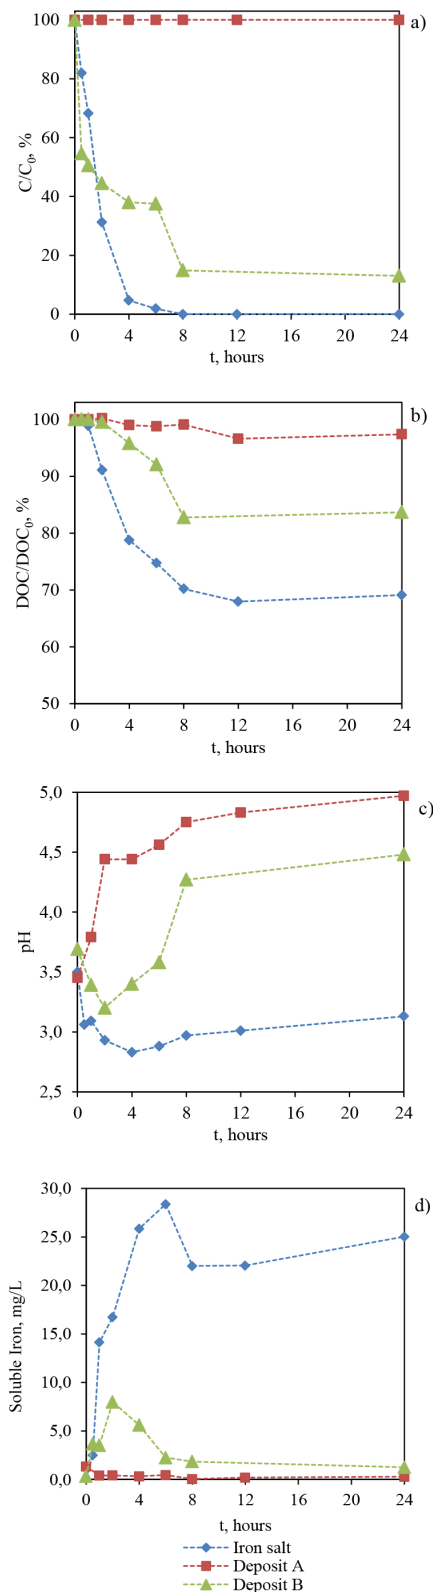 a)
100
80
60
40
20
0
C/C0, %
0 4 8 12 16 20 24
t, hours
b)
100
90
80
70
60
50
DOC/DOC0, %
0 4 8 12 16 20 24
t, hours
c)
5,0
4,5
4,0
3,5
3,0
2,5
pH
0 4 8 12 16 20 24
t, hours
d)
30,0
25,0
20,0
15,0
10,0
5,0
0,0
Soluble Iron, mg/L
0 4 8 12 16 20 24
t, hours
Iron salt
Deposit A
Deposit B